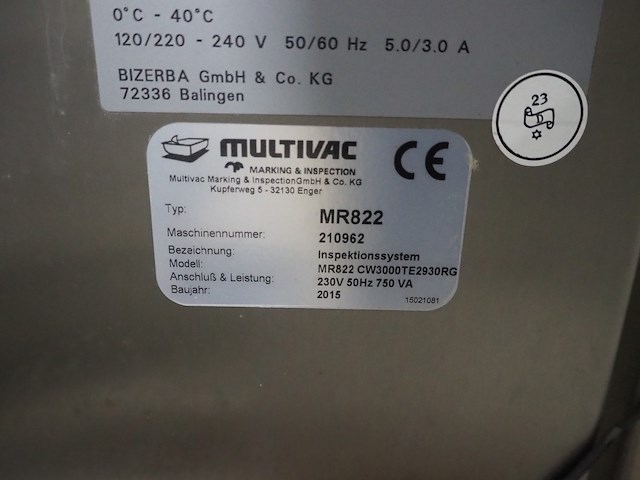 0°C - 40°C
120/220 - 240 V 50/60 Hz 5.0/3.0 A
BIZERBA GmbH & Co. KG
72336 Balingen
23
D
MULTIVAC
MARKING & INSPECTION
CE
Multivac Marking & InspectionGmbH & Co. KG
Kupferweg 5 - 32130 Enger
Typ: MR822
Maschinennummer: 210962
Bezeichnung: Inspektionssystem
Modell: MR822 CW3000TE2930RG
Anschluß & Leistung: 230V 50Hz 750 VA
Baujahr: 2015
15021081